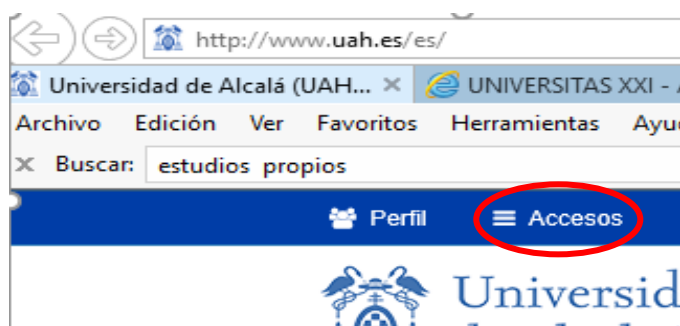 http://www.uah.es/es/
Universidad de Alcalá (UAH... × UNIVERSITAS XXI -
Archivo Edición Ver Favoritos Herramientas
× Buscar: estudios propios
Perfil Accesos